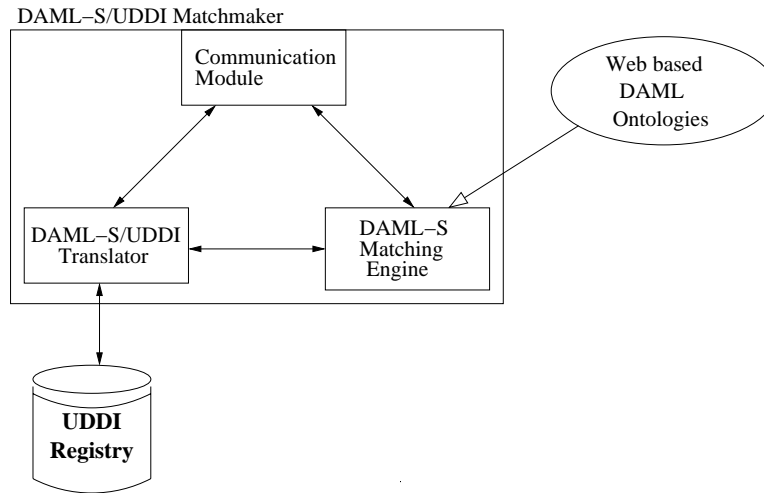 DAML−S/UDDI Matchmaker
Communication
Module
Web based
DAML
Ontologies
DAML−S/UDDI
Translator
DAML−S
Matching
Engine
UDDI
Registry